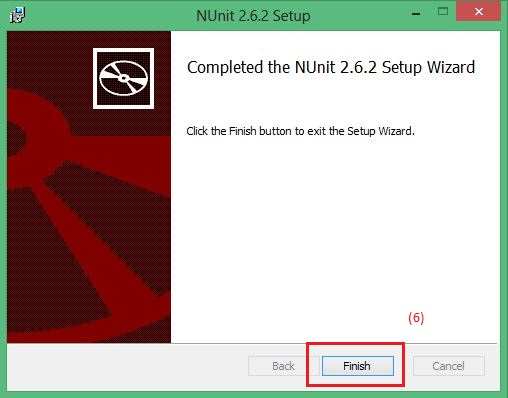 NUnit 2.6.2 Setup
Completed the NUnit 2.6.2 Setup Wizard
Click the Finish button to exit the Setup Wizard.
(6)
Back Finish Cancel